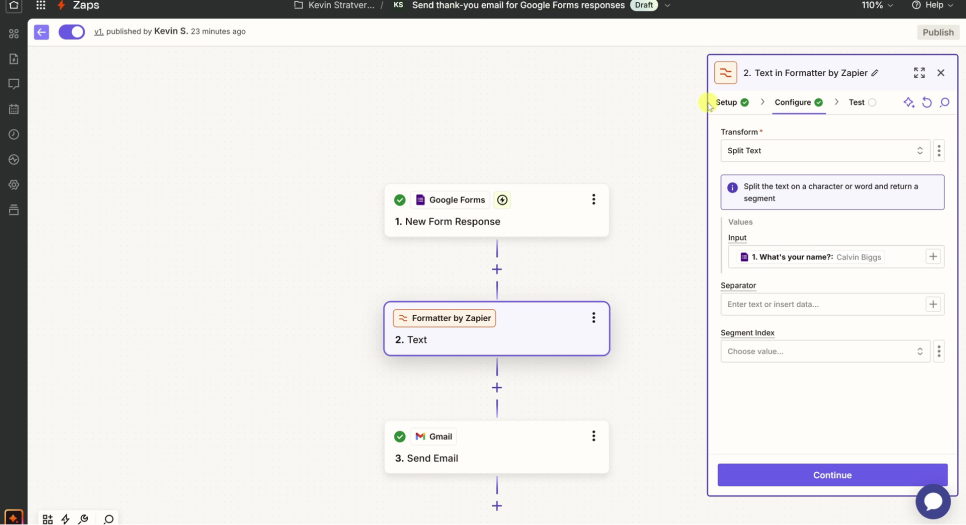 Zaps
Kevin Stratver... / KS Send thank-you email for Google Forms responses Draft
110%
Help
v1. published by Kevin S. 23 minutes ago
Publish
2. Text in Formatter by Zapier
Setup > Configure > Test
Transform *
Split Text
Split the text on a character or word and return a
segment
Values
Input
1. What's your name?: Calvin Biggs
Separator
Enter text or insert data...
Segment Index
Choose value...
Continue
Google Forms
1. New Form Response
Formatter by Zapier
2. Text
Gmail
3. Send Email